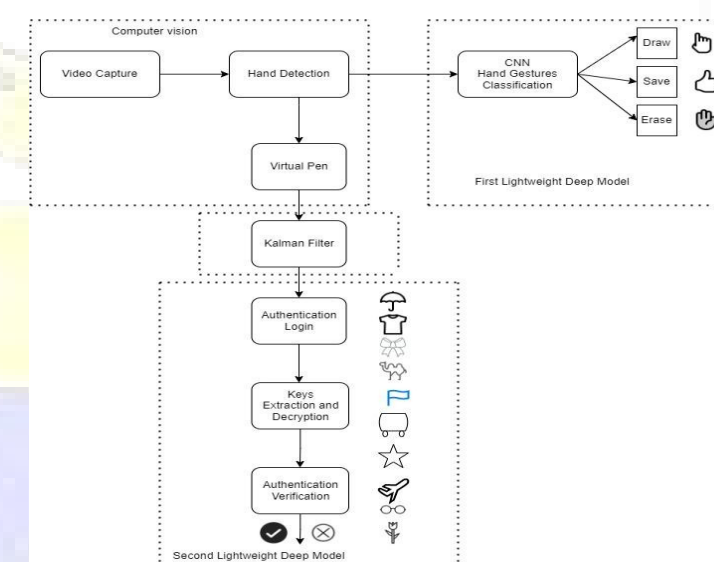 Computer vision
Video Capture
Hand Detection
CNN
Hand Gestures
Classification
Draw
Save
Erase
First Lightweight Deep Model
Virtual Pen
Kalman Filter
Authentication
Login
Keys
Extraction and
Decryption
Authentication
Verification
Second Lightweight Deep Model